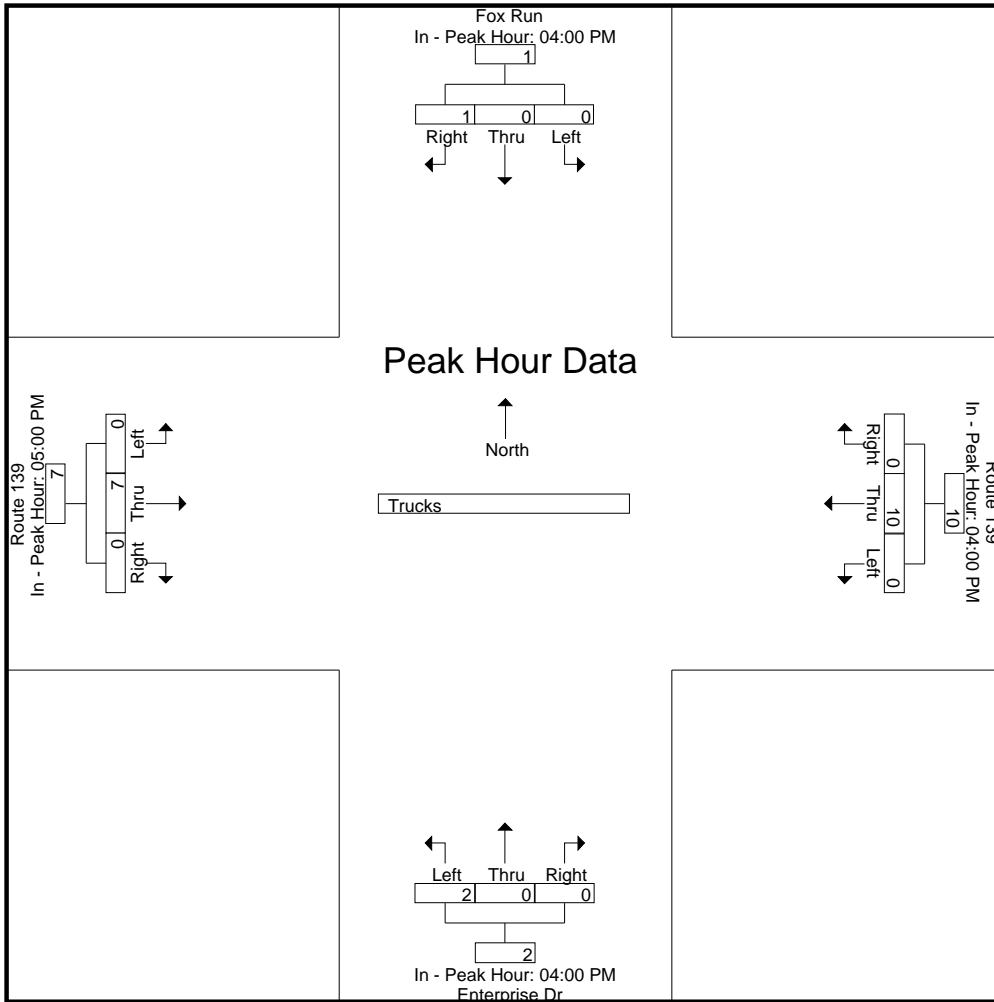 Fox Run
In - Peak Hour: 04:00 PM
1
1 0 0
Right Thru Left
Peak Hour Data
North
Trucks
Route 139
In - Peak Hour: 05:00 PM
7
0 7 0
Left Thru Right
Right Thru Left
0 10 0
10
In - Peak Hour: 04:00 PM
Route 139
Left Thru Right
2 0 0
2
In - Peak Hour: 04:00 PM
Enterprise Dr